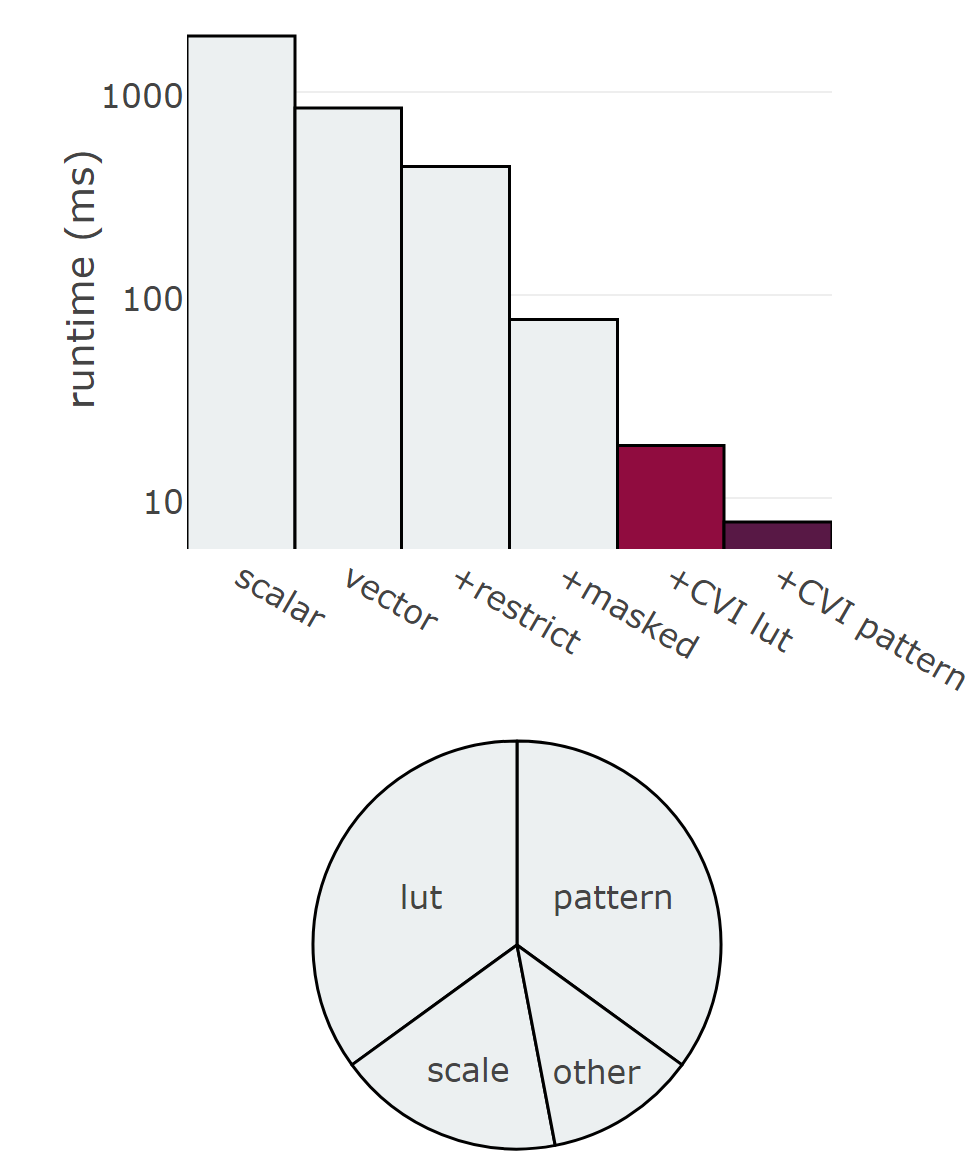 runtime (ms)
1000
100
10
scalar
vector
+restrict
+masked
+CVI lut
+CVI pattern
lut
pattern
scale
other